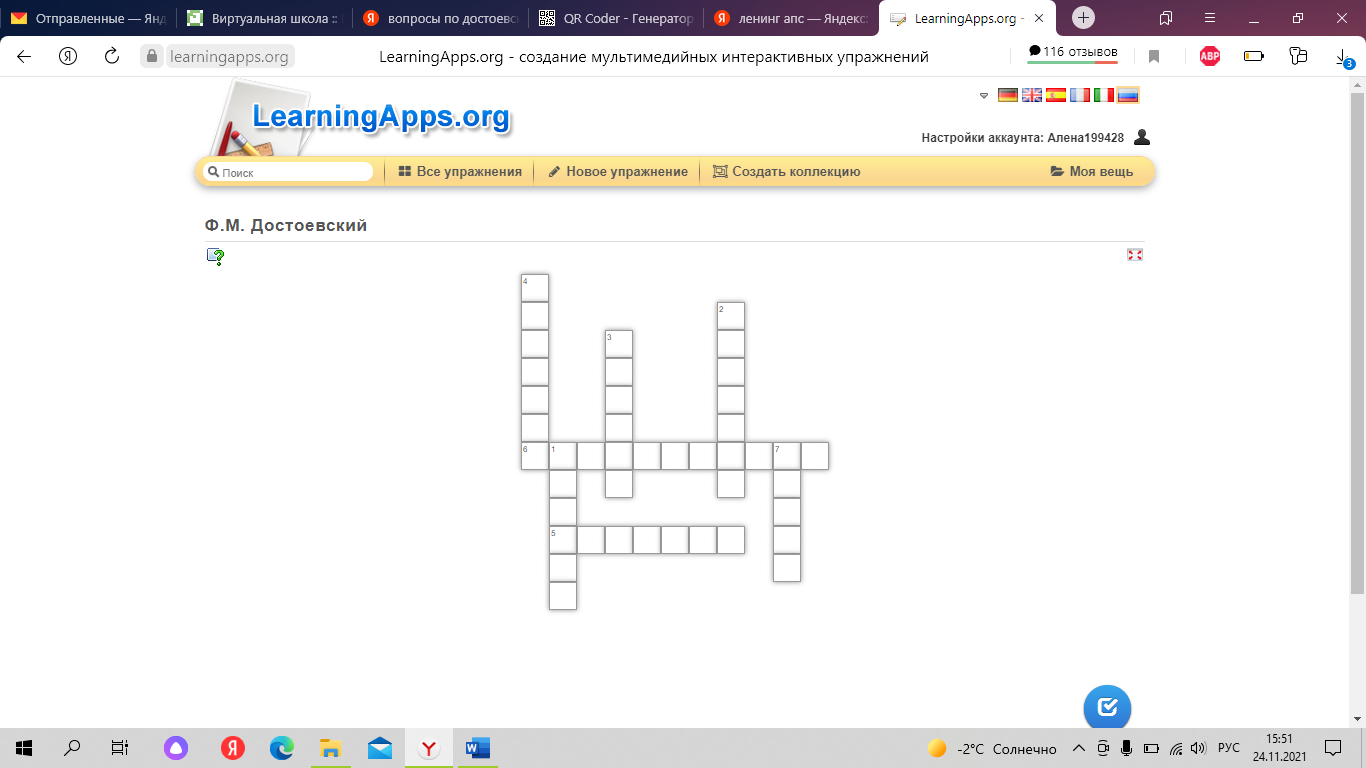 Отправленные — Янд
Виртуальная школа ::
вопросы по достоевс
QR Coder - Генератор
ленинг апс — Яндекс:
LearningApps.org -
learningapps.org
LearningApps.org - создание мультимедийных интерактивных упражнений
116 отзывов
ABP
3
LearningApps.org
Настройки аккаунта: Алена199428
Поиск
Все упражнения
Новое упражнение
Создать коллекцию
Моя вещь
Ф.М. Достоевский
4
2
3
6 1 7
5
-2°C Солнечно
РУС
15:51
24.11.2021